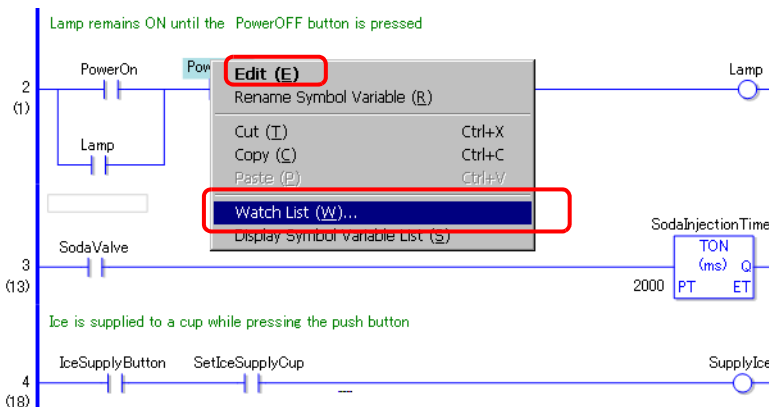 Lamp remains ON until the PowerOFF button is pressed
PowerOn
Lamp
2
(1)
Lamp
Edit (E)
Rename Symbol Variable (R)
Cut (T) Ctrl+X
Copy (C) Ctrl+C
Paste (P) Ctrl+V
Watch List (W)...
Display Symbol Variable List (S)
SodaInjectionTime
SodaValve
TON
(ms) Q
3
(13)
2000 PT ET
Ice is supplied to a cup while pressing the push button
IceSupplyButton SetIceSupplyCup SupplyIce
4
(18)